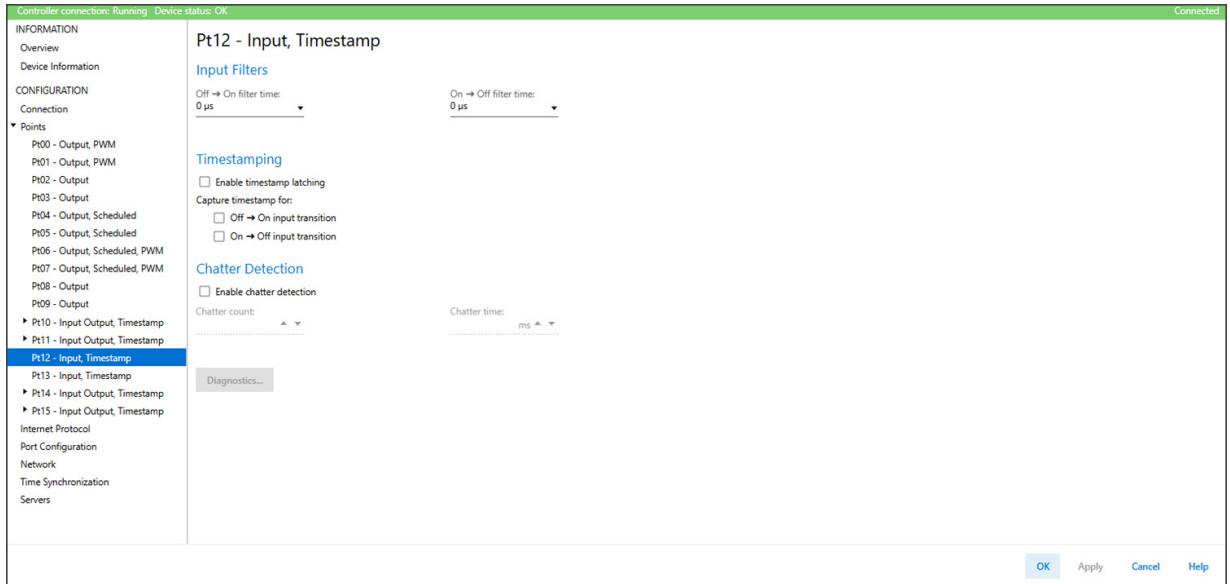 Controller connection: Running Device status: OK Connected
INFORMATION
Overview
Device Information
CONFIGURATION
Connection
Points
Pt00 - Output, PWM
Pt01 - Output, PWM
Pt02 - Output
Pt03 - Output
Pt04 - Output, Scheduled
Pt05 - Output, Scheduled
Pt06 - Output, Scheduled, PWM
Pt07 - Output, Scheduled, PWM
Pt08 - Output
Pt09 - Output
Pt10 - Input Output, Timestamp
Pt11 - Input Output, Timestamp
Pt12 - Input, Timestamp
Pt13 - Input, Timestamp
Pt14 - Input Output, Timestamp
Pt15 - Input Output, Timestamp
Internet Protocol
Port Configuration
Network
Time Synchronization
Servers
Pt12 - Input, Timestamp
Input Filters
Off → On filter time: On → Off filter time:
0 µs 0 µs
Timestamping
Enable timestamp latching
Capture timestamp for:
Off → On input transition
On → Off input transition
Chatter Detection
Enable chatter detection
Chatter count: Chatter time:
ms
Diagnostics...
OK Apply Cancel Help